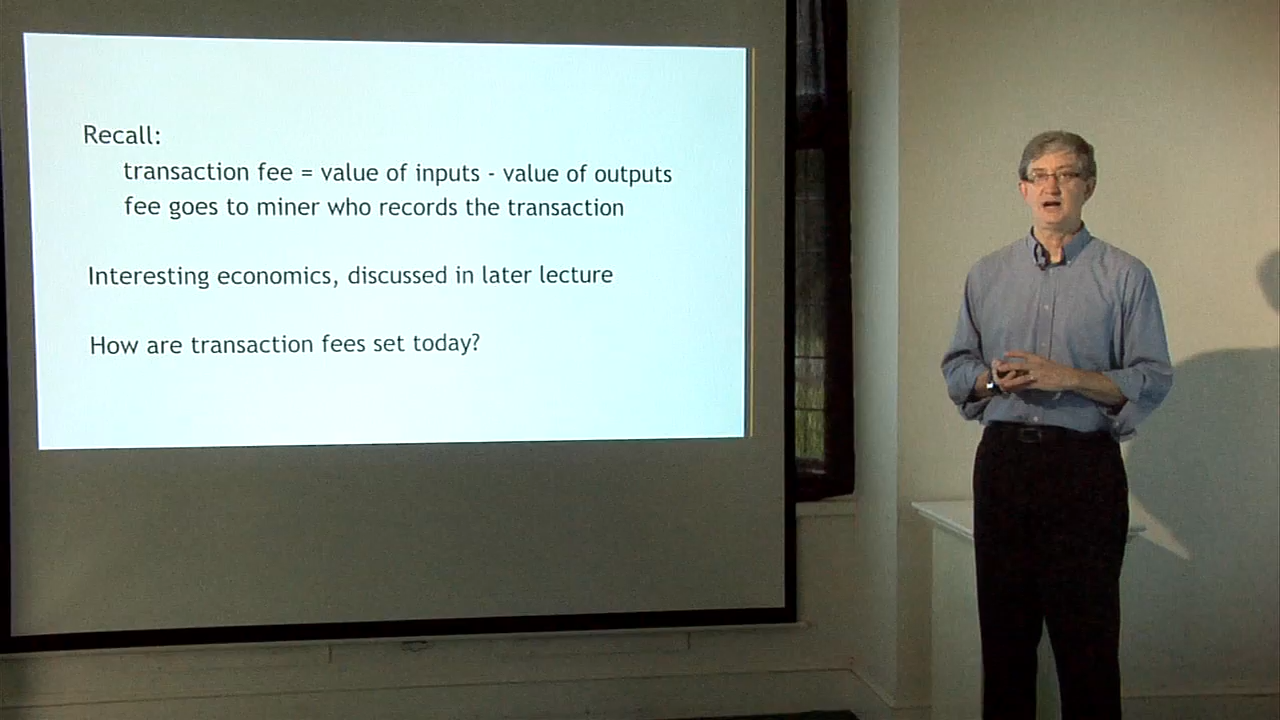 Recall:
transaction fee = value of inputs - value of outputs
fee goes to miner who records the transaction
Interesting economics, discussed in later lecture
How are transaction fees set today?